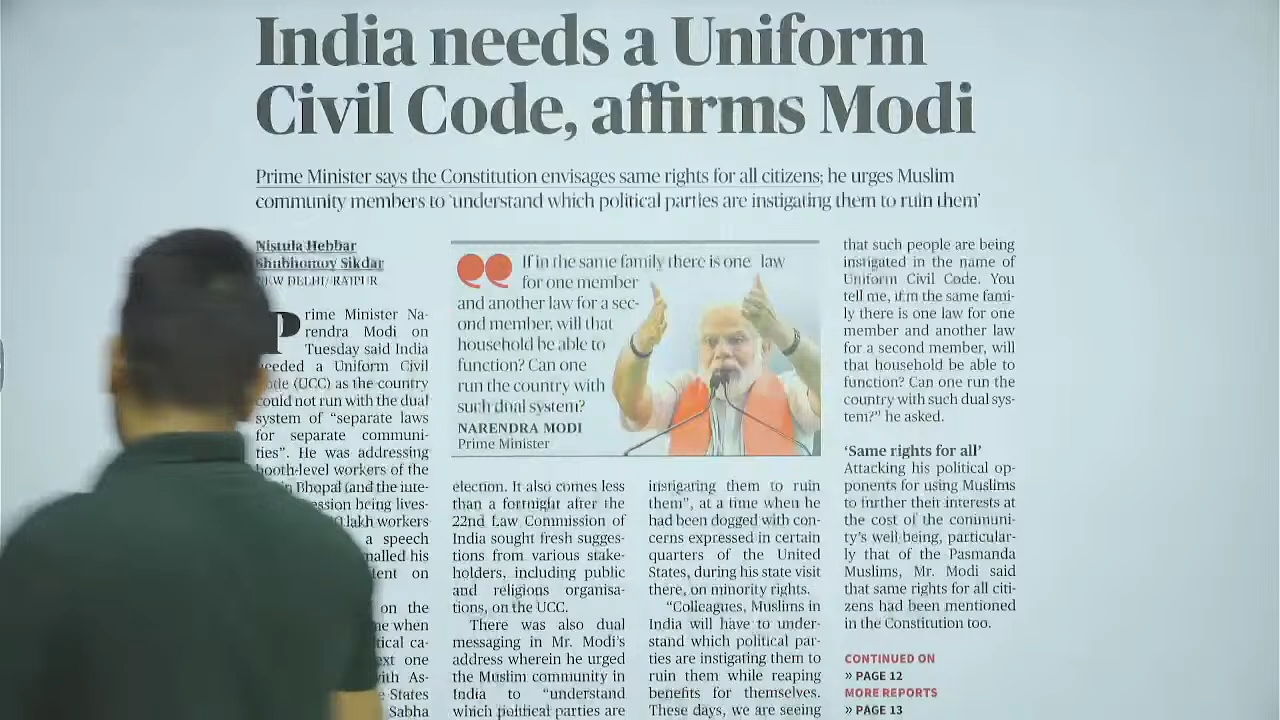 India needs a Uniform
Civil Code, affirms Modi
Prime Minister says the Constitution envisages same rights for all citizens; he urges Muslim
community members to ‘understand which political parties are instigating them to ruin them’
Nistula Hebbar
Shubhomoy Sikdar
NEW DELHI/RAIPUR
Prime Minister Na-
rendra Modi on
Tuesday said India
needed a Uniform Civil
Code (UCC) as the country
could not run with the dual
system of “separate laws
for separate communi-
ties”. He was addressing
booth-level workers of the
Bhopal (and the inte-
being lives-
lakh workers
a speech
his
on
on the
when
ca-
one
As-
States
Sabha
If in the same family there is one law
for one member
and another law for a sec-
ond member, will that
household be able to
function? Can one
run the country with
such dual system?
NARENDRA MODI
Prime Minister
election. It also comes less
than a fortnight after the
22nd Law Commission of
India sought fresh sugges-
tions from various stake-
holders, including public
and religious organisa-
tions, on the UCC.
There was also dual
messaging in Mr. Modi’s
address wherein he urged
the Muslim community in
India to “understand
which political parties are
instigating them to ruin
them”, at a time when he
had been dogged with con-
cerns expressed in certain
quarters of the United
States, during his state visit
there, on minority rights.
“Colleagues, Muslims in
India will have to under-
stand which political par-
ties are instigating them to
ruin them while reaping
benefits for themselves.
These days, we are seeing
that such people are being
instigated in the name of
Uniform Civil Code. You
tell me, if in the same fami-
ly there is one law for one
member and another law
for a second member, will
that household be able to
function? Can one run the
country with such dual sys-
tem?” he asked.
‘Same rights for all’
Attacking his political op-
ponents for using Muslims
to further their interests at
the cost of the communi-
ty’s well being, particular-
ly that of the Pasmanda
Muslims, Mr. Modi said
that same rights for all citi-
zens had been mentioned
in the Constitution too.
CONTINUED ON
» PAGE 12
MORE REPORTS
» PAGE 13